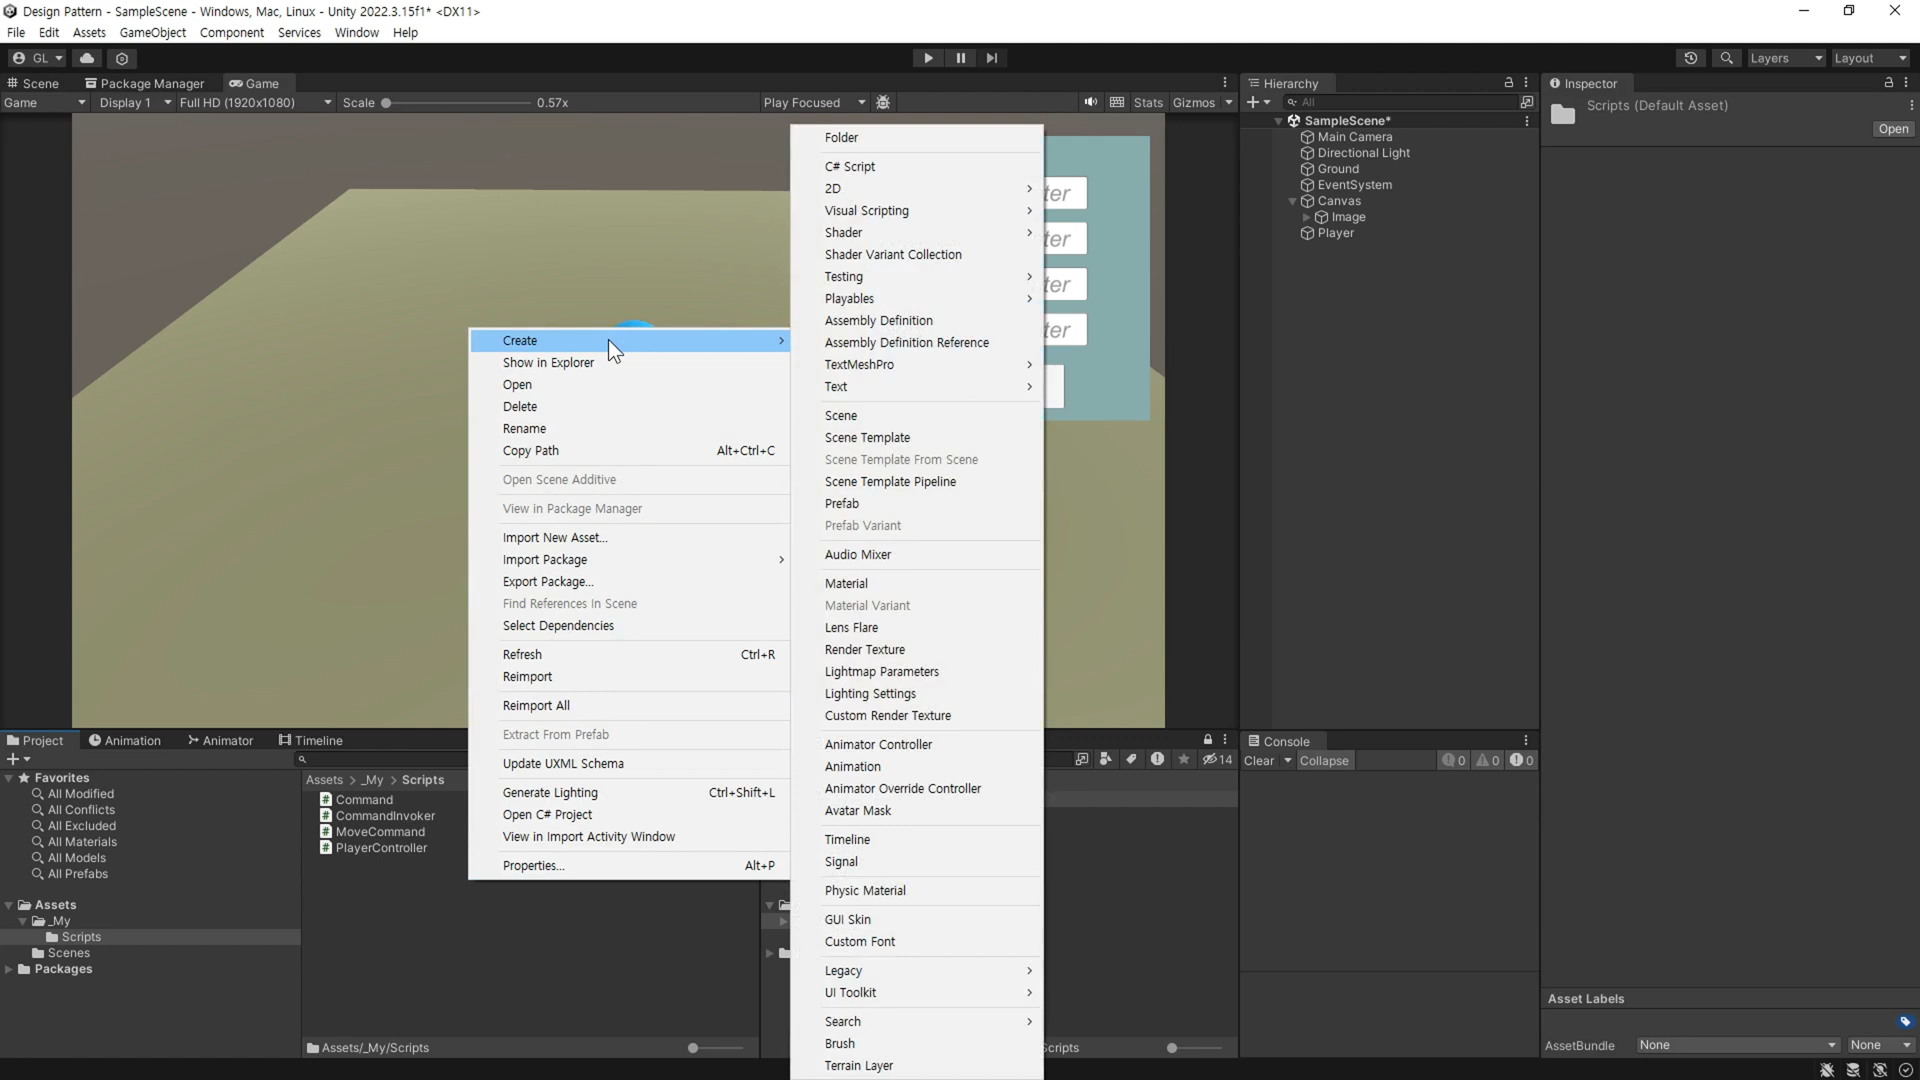 Design Pattern - SampleScene - Windows, Mac, Linux - Unity 2022.3.15f1* <DX11>
File Edit Assets GameObject Component Services Window Help
GL Layers Layout
Scene Package Manager Game
Game Display 1 Full HD (1920x1080) Scale 0.57x Play Focused Stats Gizmos
Folder
C# Script
2D
Visual Scripting
Shader
Shader Variant Collection
Testing
Playables
Assembly Definition
Assembly Definition Reference
TextMeshPro
Text
Scene
Scene Template
Scene Template From Scene
Scene Template Pipeline
Prefab
Prefab Variant
Audio Mixer
Material
Material Variant
Lens Flare
Render Texture
Lightmap Parameters
Lighting Settings
Custom Render Texture
Animator Controller
Animation
Animator Override Controller
Avatar Mask
Timeline
Signal
Physic Material
GUI Skin
Custom Font
Legacy
UI Toolkit
Search
Brush
Terrain Layer
ter
ter
ter
ter
Create
Show in Explorer
Open
Delete
Rename
Copy Path Alt+Ctrl+C
Open Scene Additive
View in Package Manager
Import New Asset...
Import Package
Export Package...
Find References In Scene
Select Dependencies
Refresh Ctrl+R
Reimport
Reimport All
Extract From Prefab
Update UXML Schema
Generate Lighting Ctrl+Shift+L
Open C# Project
View in Import Activity Window
Properties... Alt+P
Hierarchy
All
SampleScene*
Main Camera
Directional Light
Ground
EventSystem
Canvas
Image
Player
Inspector
Scripts (Default Asset)
Open
Project Animation Animator Timeline
14
Favorites
All Modified
All Conflicts
All Excluded
All Materials
All Models
All Prefabs
Assets
_My
Scripts
Scenes
Packages
Assets > _My > Scripts
Command
CommandInvoker
MoveCommand
PlayerController
Assets/_My/Scripts
Scripts
Console
Clear Collapse 0 0 0
Asset Labels
AssetBundle None None